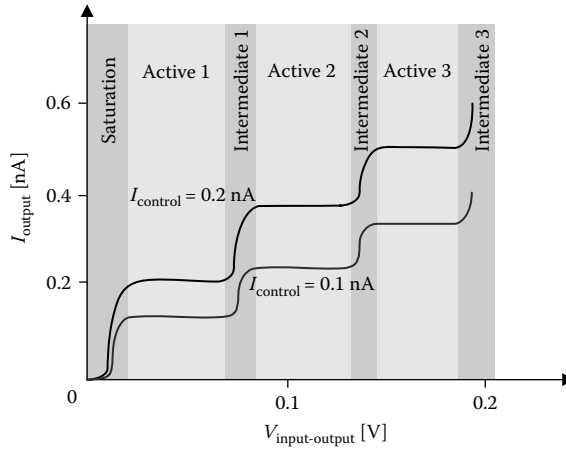 Saturation
Active 1
Intermediate 1
Active 2
Intermediate 2
Active 3
Intermediate 3
0.6
0.4
0.2
0
I_output [nA]
I_control = 0.2 nA
I_control = 0.1 nA
0.1
0.2
V_input-output [V]